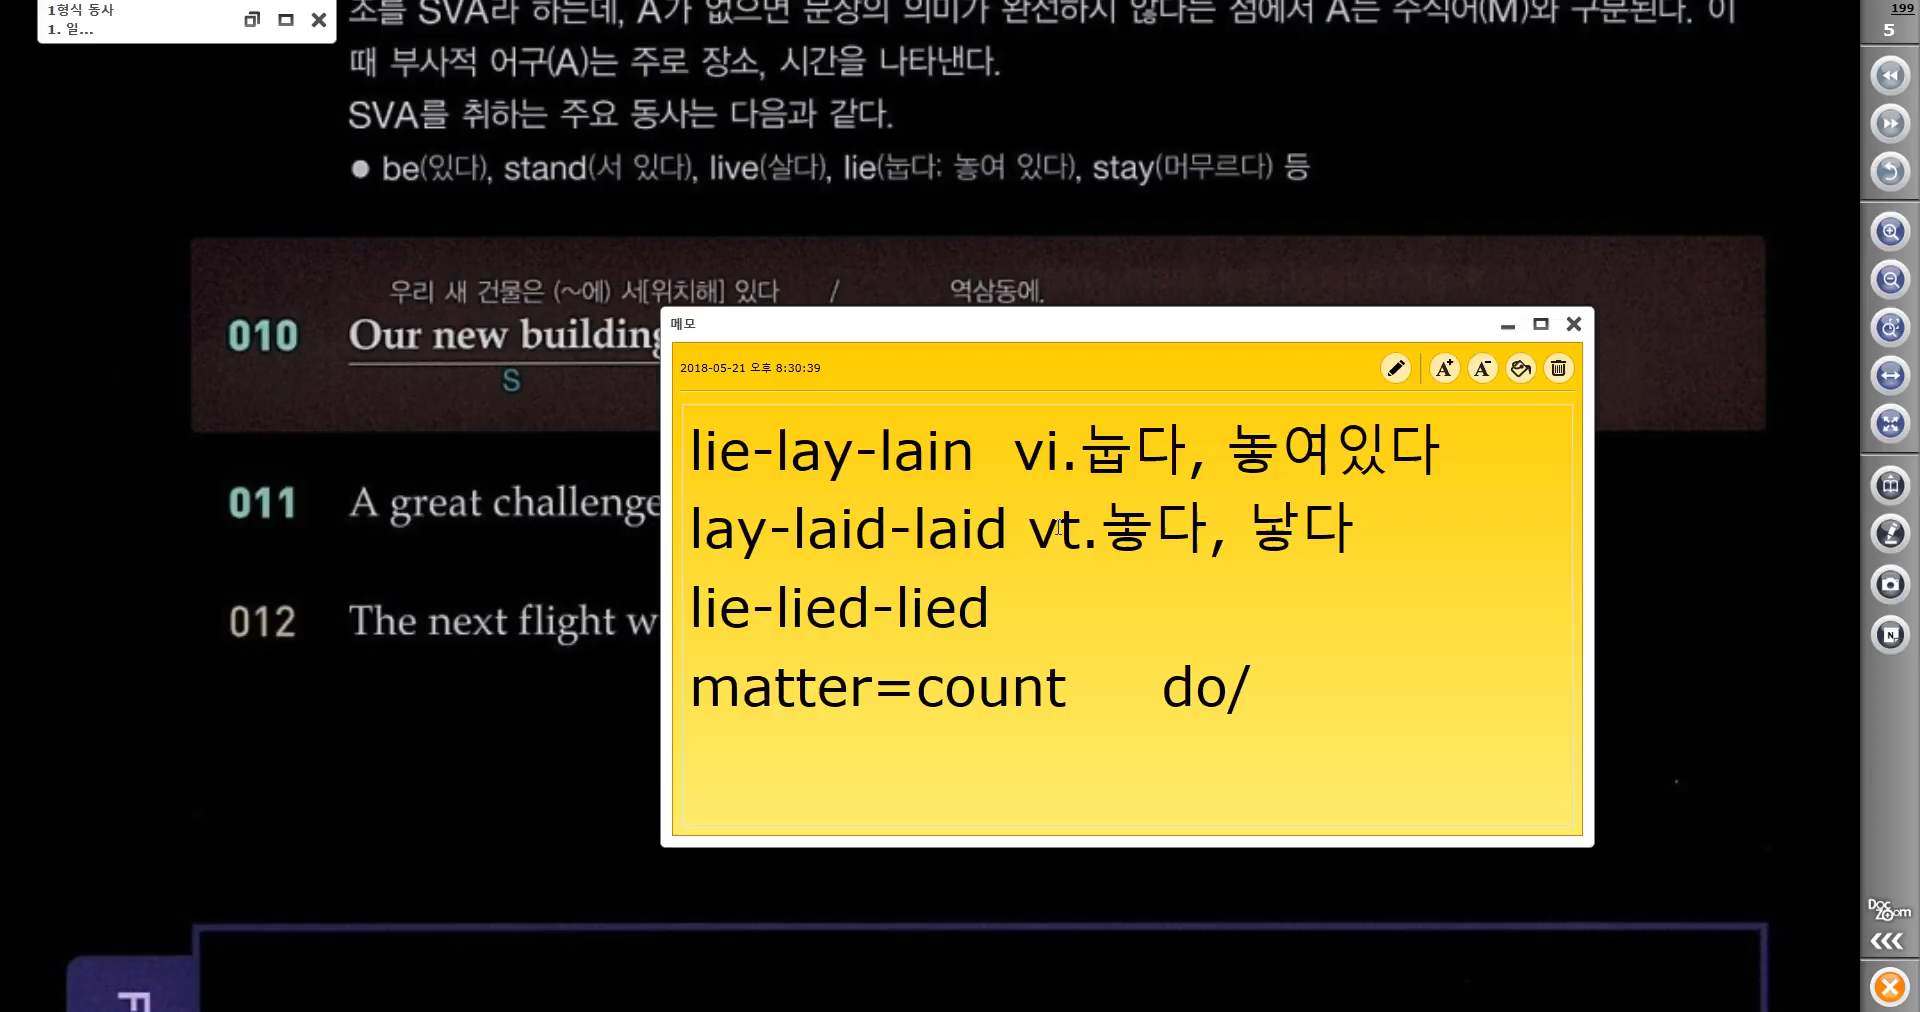 1형식 동사
1. 일...
조를 SVA라 하는데, A가 없으면 문장의 의미가 완전하지 않다는 점에서 A는 수식어(M)와 구분된다. 이
때 부사적 어구(A)는 주로 장소, 시간을 나타낸다.
SVA를 취하는 주요 동사는 다음과 같다.
● be(있다), stand(서 있다), live(살다), lie(눕다: 놓여 있다), stay(머무르다) 등
우리 새 건물은 (~에) 서[위치해] 있다 / 역삼동에.
010 Our new building
S
011 A great challenge
012 The next flight w
메모
2018-05-21 오후 8:30:39
A+ A-
lie-lay-lain vi.눕다, 놓여있다
lay-laid-laid vt.놓다, 낳다
lie-lied-lied
matter=count do/
199
5
N
Doc Zoom
F